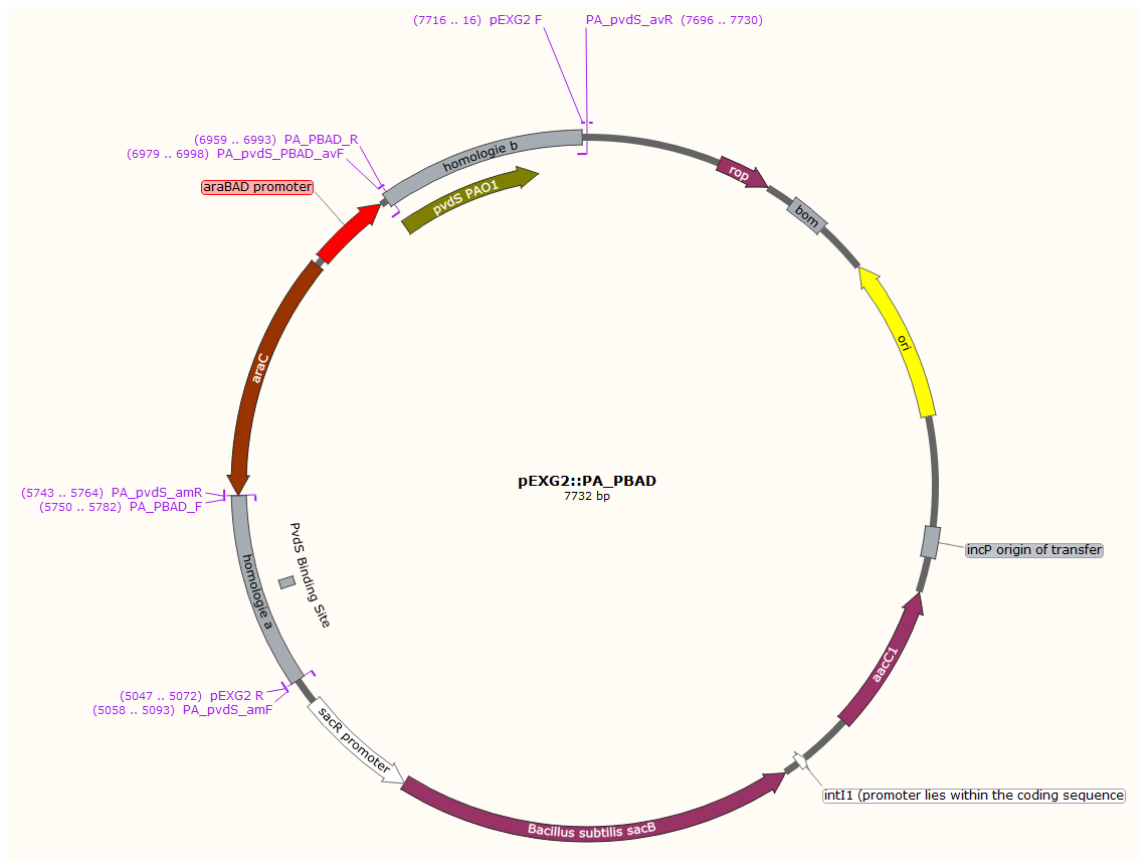 (7716 .. 16) pEXG2 F
PA_pvdS_avR (7696 .. 7730)
(6959 .. 6993) PA_PBAD_R
(6979 .. 6998) PA_pvdS_PBAD_avF
araBAD promoter
homologie b
pvdS PAO1
rop
bom
ori
araC
pEXG2::PA_PBAD
7732 bp
(5743 .. 5764) PA_pvdS_amR
(5750 .. 5782) PA_PBAD_F
PvdS Binding Site
homologie a
incP origin of transfer
aacC1
(5047 .. 5072) pEXG2 R
(5058 .. 5093) PA_pvdS_amF
sacR promoter
intI1 (promoter lies within the coding sequence
Bacillus subtilis sacB